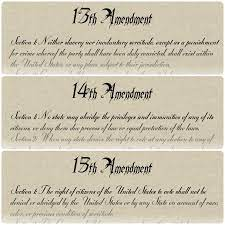 13th Amendment
Section 1: Neither slavery nor involuntary servitude, except as a punishment
for crime whereof the party shall have been duly convicted, shall exist within
the United States or any place subject to their jurisdiction.
14th Amendment
Section 1: No state may abridge the privileges and immunities of any of its
citizens or deny them due process of law or equal protection of the laws.
Section 2: When any state denies the right to vote at any
15th Amendment
Section 1: The right of citizens of the United States to vote shall not be
denied or abridged by the United States or by any State on account of race,
color, or previous condition of servitude.